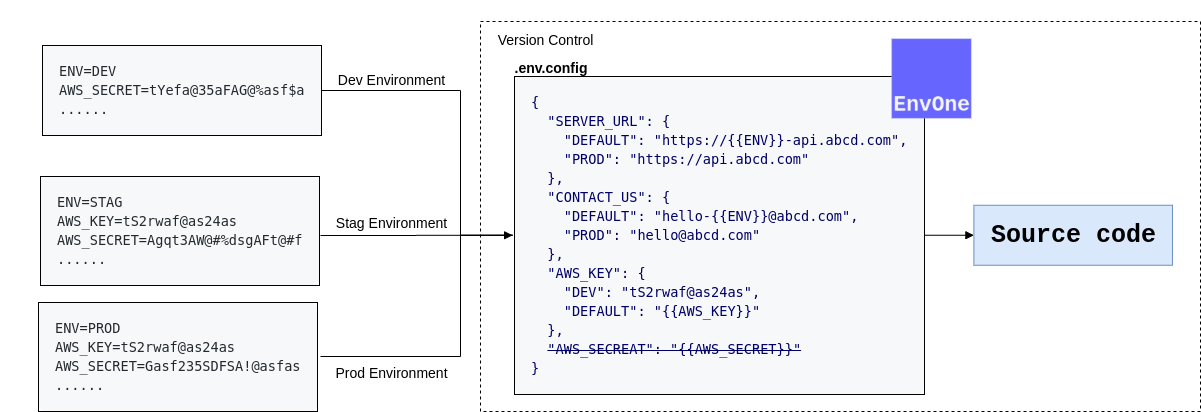 ENV=DEV
AWS_SECRET=tYefa@35aFAG@%asf$a
......
Dev Environment
ENV=STAG
AWS_KEY=tS2rwaf@as24as
AWS_SECRET=Agqt3AW@#%dsgAFt@#f
......
Stag Environment
ENV=PROD
AWS_KEY=tS2rwaf@as24as
AWS_SECRET=Gasf235SDFSA!@asfas
......
Prod Environment
Version Control
.env.config
EnvOne
{
"SERVER_URL": {
"DEFAULT": "https://{{ENV}}-api.abcd.com",
"PROD": "https://api.abcd.com"
},
"CONTACT_US": {
"DEFAULT": "hello-{{ENV}}@abcd.com",
"PROD": "hello@abcd.com"
},
"AWS_KEY": {
"DEV": "tS2rwaf@as24as",
"DEFAULT": "{{AWS_KEY}}"
},
"AWS_SECREAT": "{{AWS_SECRET}}"
}
Source code